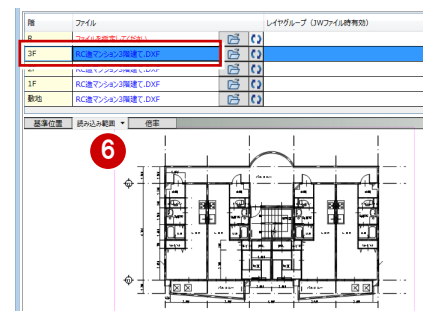 階 ファイル レイヤグループ（JWファイル時有効）
R ファイルを指定してください
3F RC造マンション3階建て.DXF
2F RC造マンション3階建て.DXF
1F RC造マンション3階建て.DXF
敷地 RC造マンション3階建て.DXF
基準位置 読み込み範囲 ▼ 倍率
6